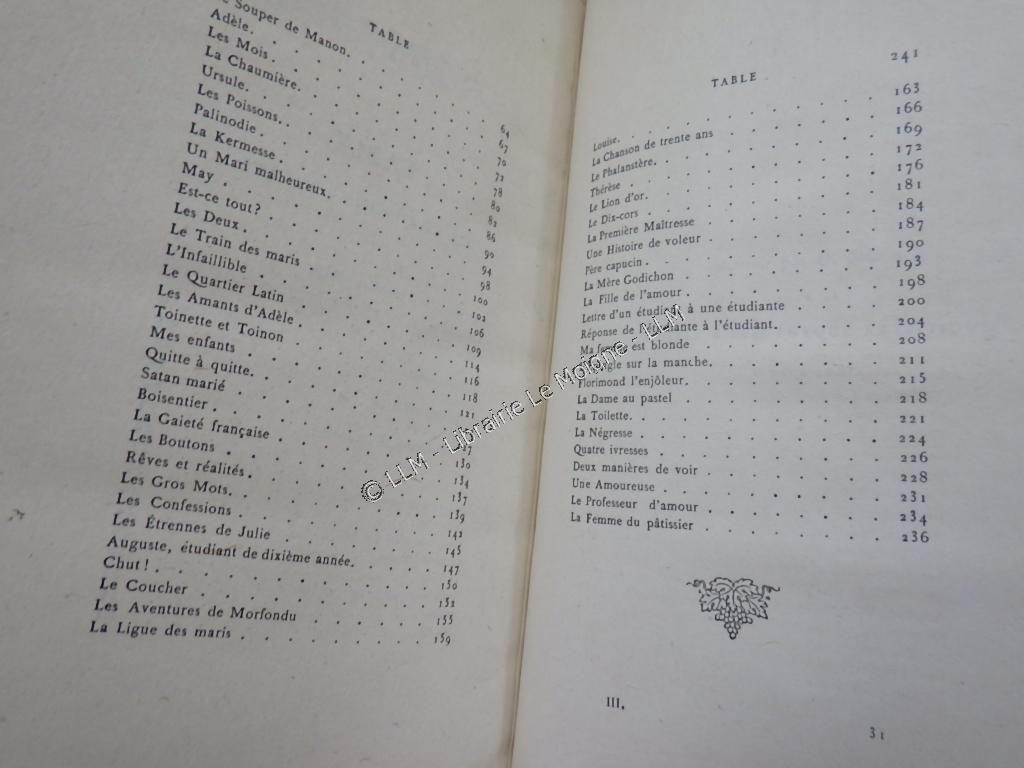 TABLE
Souper de Manon. 64
Adèle. 67
Les Mois. 70
La Chaumière. 72
Ursule. 78
Les Poissons. 80
Palinodie. 82
La Kermesse 86
Un Mari malheureux. 90
May 94
Est-ce tout? 98
Les Deux. 100
Le Train des maris 102
L'Infaillible 106
Le Quartier Latin 109
Les Amants d'Adèle. 114
Toinette et Toinon 116
Mes enfants 118
Quitte à quitte. 121
Satan marié
Boisentier 127
La Gaieté française 130
Les Boutons 134
Rêves et réalités. 137
Les Gros Mots. 139
Les Confessions 142
Les Étrennes de Julie 145
Auguste, étudiant de dixième année. 147
Chut! 150
Le Coucher 152
Les Aventures de Morfondu 155
La Ligue des maris 159
TABLE 241
Louise. 163
La Chanson de trente ans 166
Le Phalanstère. 169
Thérèse 172
Le Lion d'or. 176
Le Dix-cors 181
La Première Maîtresse 184
Une Histoire de voleur 187
Père capucin 190
La Mère Godichon 193
La Fille de l'amour 198
Lettre d'un étudiant à une étudiante 200
Réponse de l'étudiante à l'étudiant. 204
Ma est blonde 208
sur la manche. 211
Florimond l'enjôleur. 215
La Dame au pastel 218
La Toilette. 221
La Négresse 224
Quatre ivresses 226
Deux manières de voir 228
Une Amoureuse 231
Le Professeur d'amour 234
La Femme du pâtissier 236
III. 31
© LLM - Librairie Le Moigne - LLM